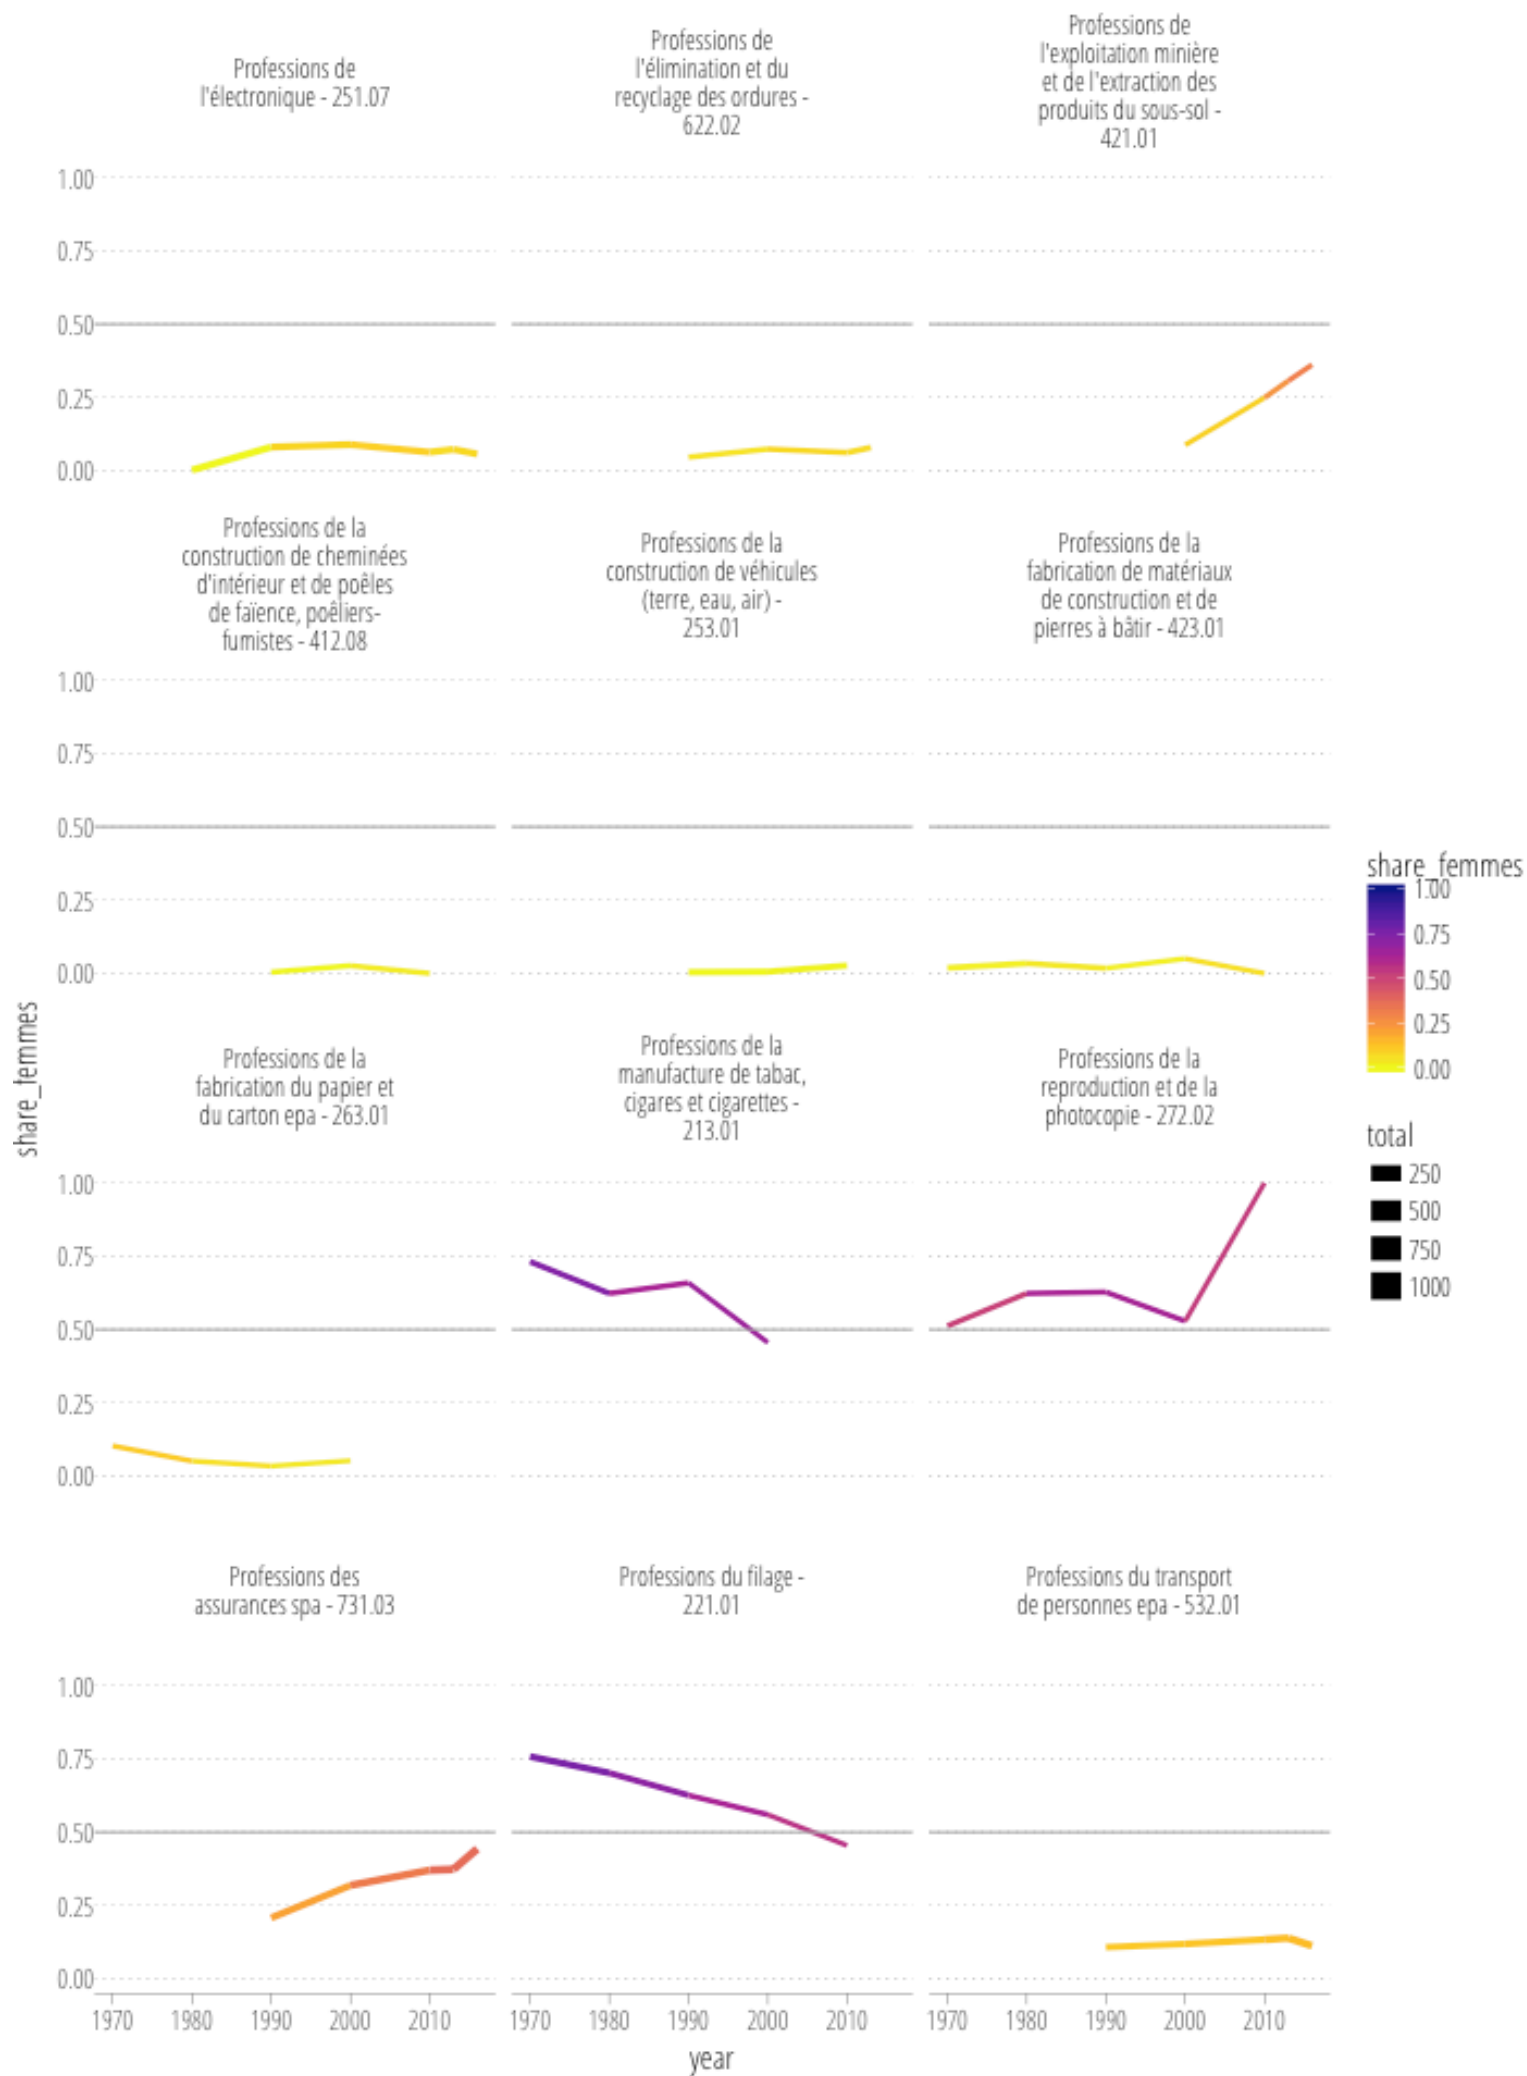 Professions de
l'électronique - 251.07
Professions de
l'élimination et du
recyclage des ordures -
622.02
Professions de
l'exploitation minière
et de l'extraction des
produits du sous-sol -
421.01
1.00
0.75
0.50
0.25
0.00
Professions de la
construction de cheminées
d'intérieur et de poêles
de faïence, poêliers-
fumistes - 412.08
Professions de la
construction de véhicules
(terre, eau, air) -
253.01
Professions de la
fabrication de matériaux
de construction et de
pierres à bâtir - 423.01
1.00
0.75
0.50
0.25
0.00
Professions de la
fabrication du papier et
du carton epa - 263.01
Professions de la
manufacture de tabac,
cigares et cigarettes -
213.01
Professions de la
reproduction et de la
photocopie - 272.02
1.00
0.75
0.50
0.25
0.00
Professions des
assurances spa - 731.03
Professions du filage -
221.01
Professions du transport
de personnes epa - 532.01
1.00
0.75
0.50
0.25
0.00
1970 1980 1990 2000 2010
1970 1980 1990 2000 2010
1970 1980 1990 2000 2010
year
share_femmes
share_femmes
1.00
0.75
0.50
0.25
0.00
total
250
500
750
1000